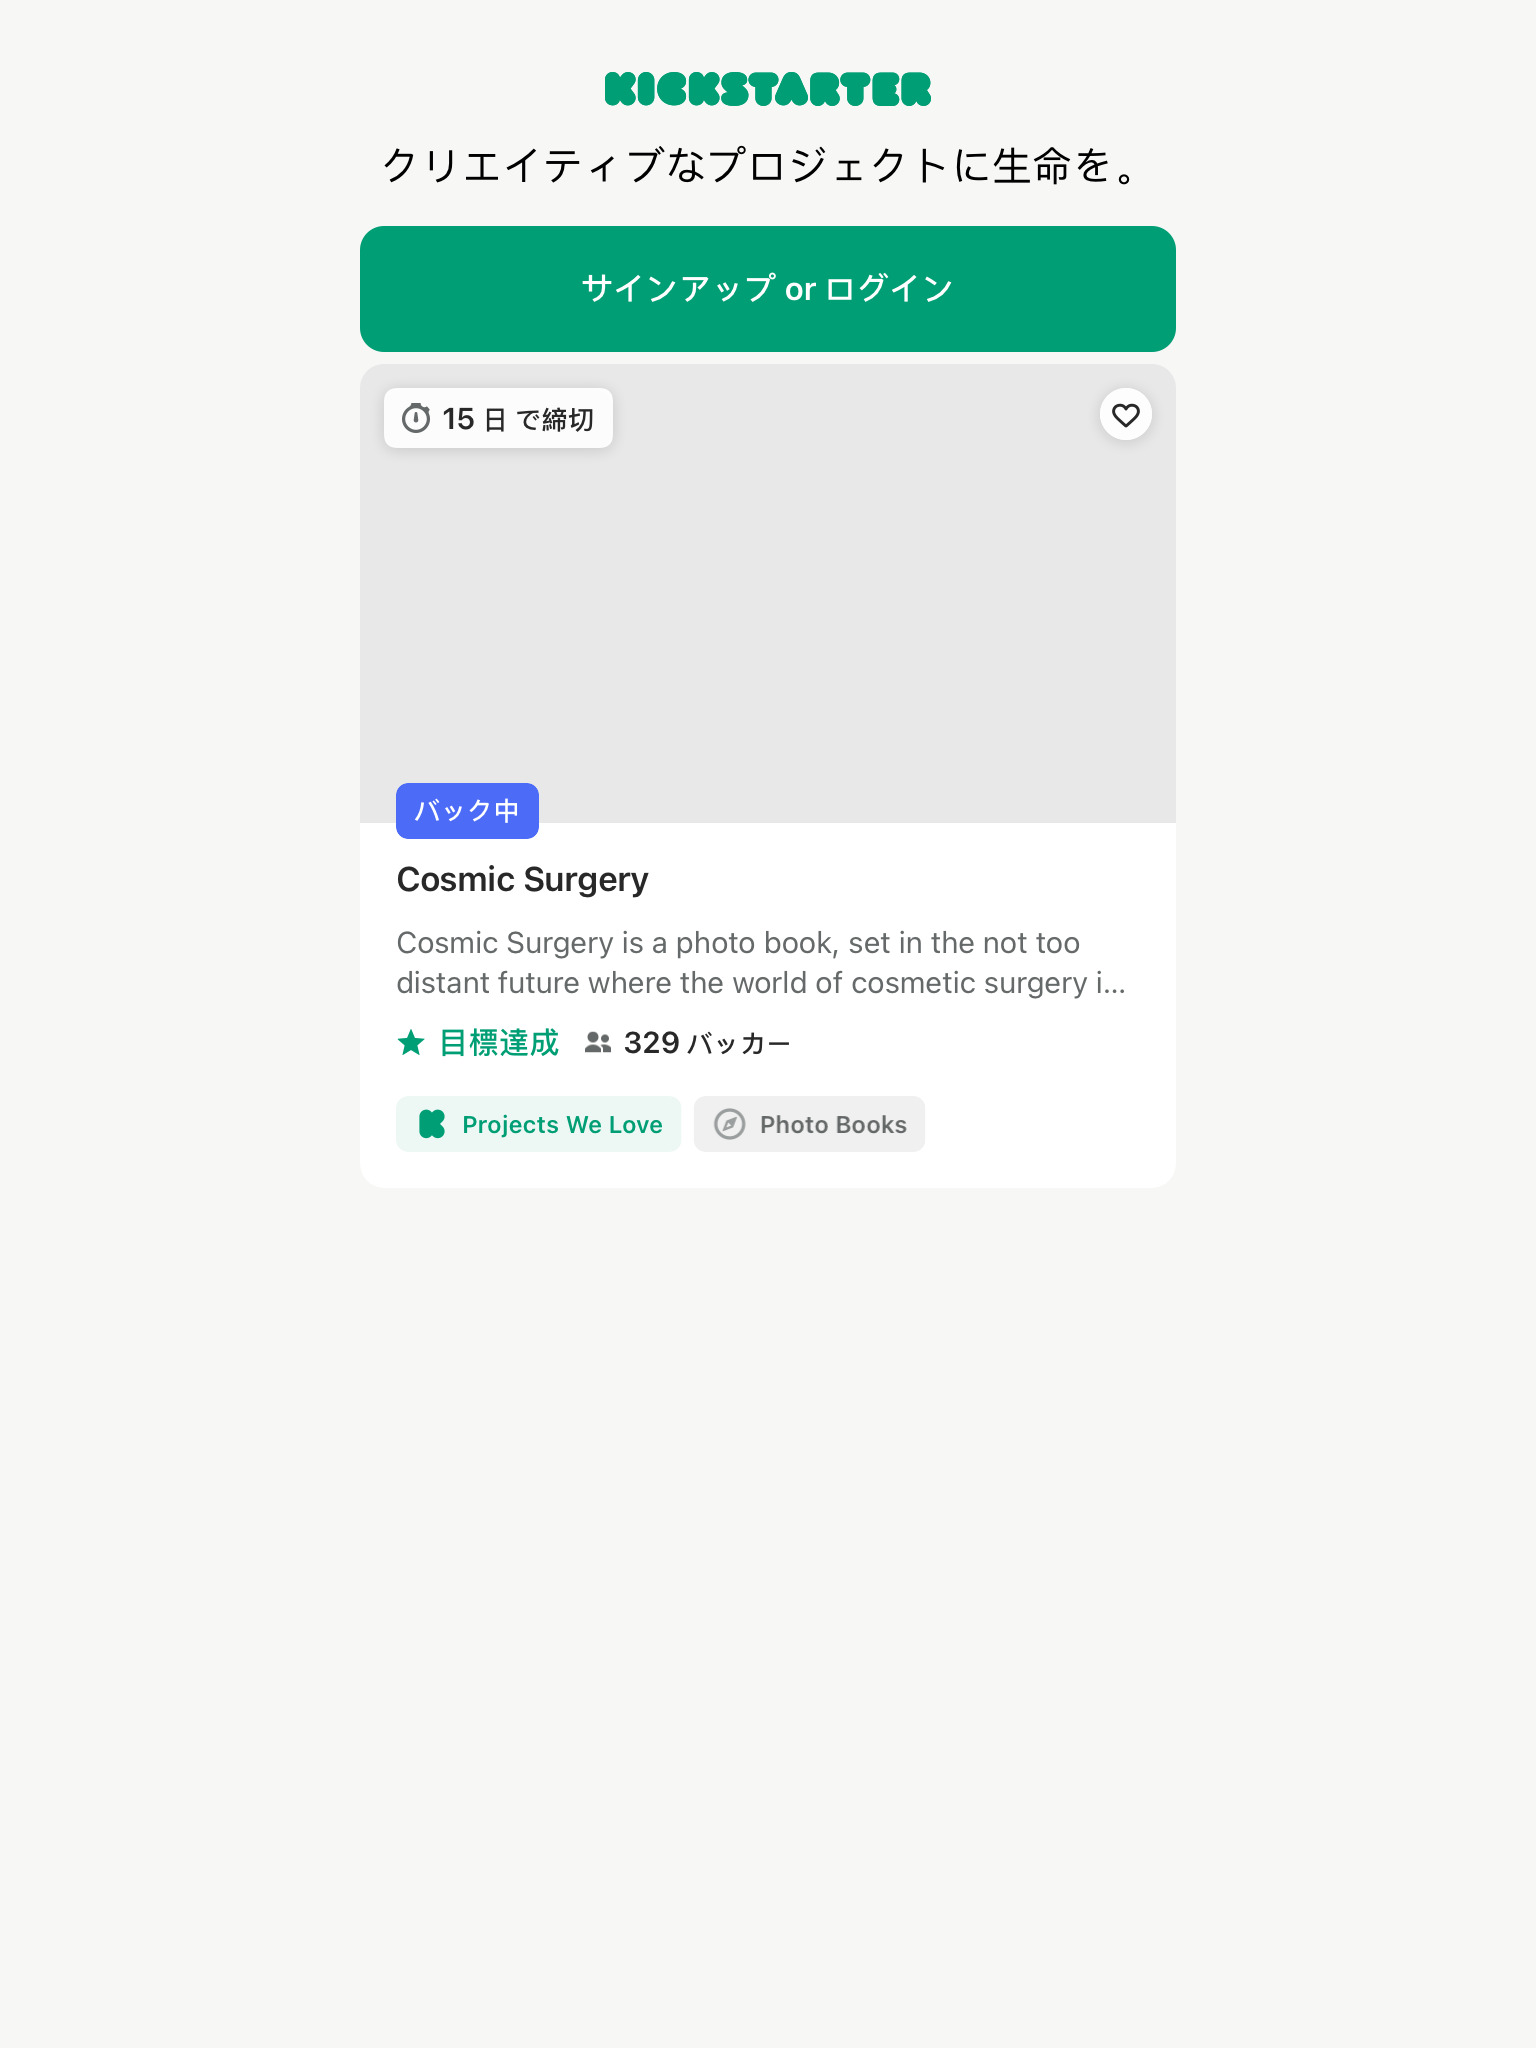 KICKSTARTER
クリエイティブなプロジェクトに生命を。
サインアップ or ログイン
15 日 で締切
バック中
Cosmic Surgery
Cosmic Surgery is a photo book, set in the not too
distant future where the world of cosmetic surgery i...
目標達成 329 バッカー
Projects We Love Photo Books